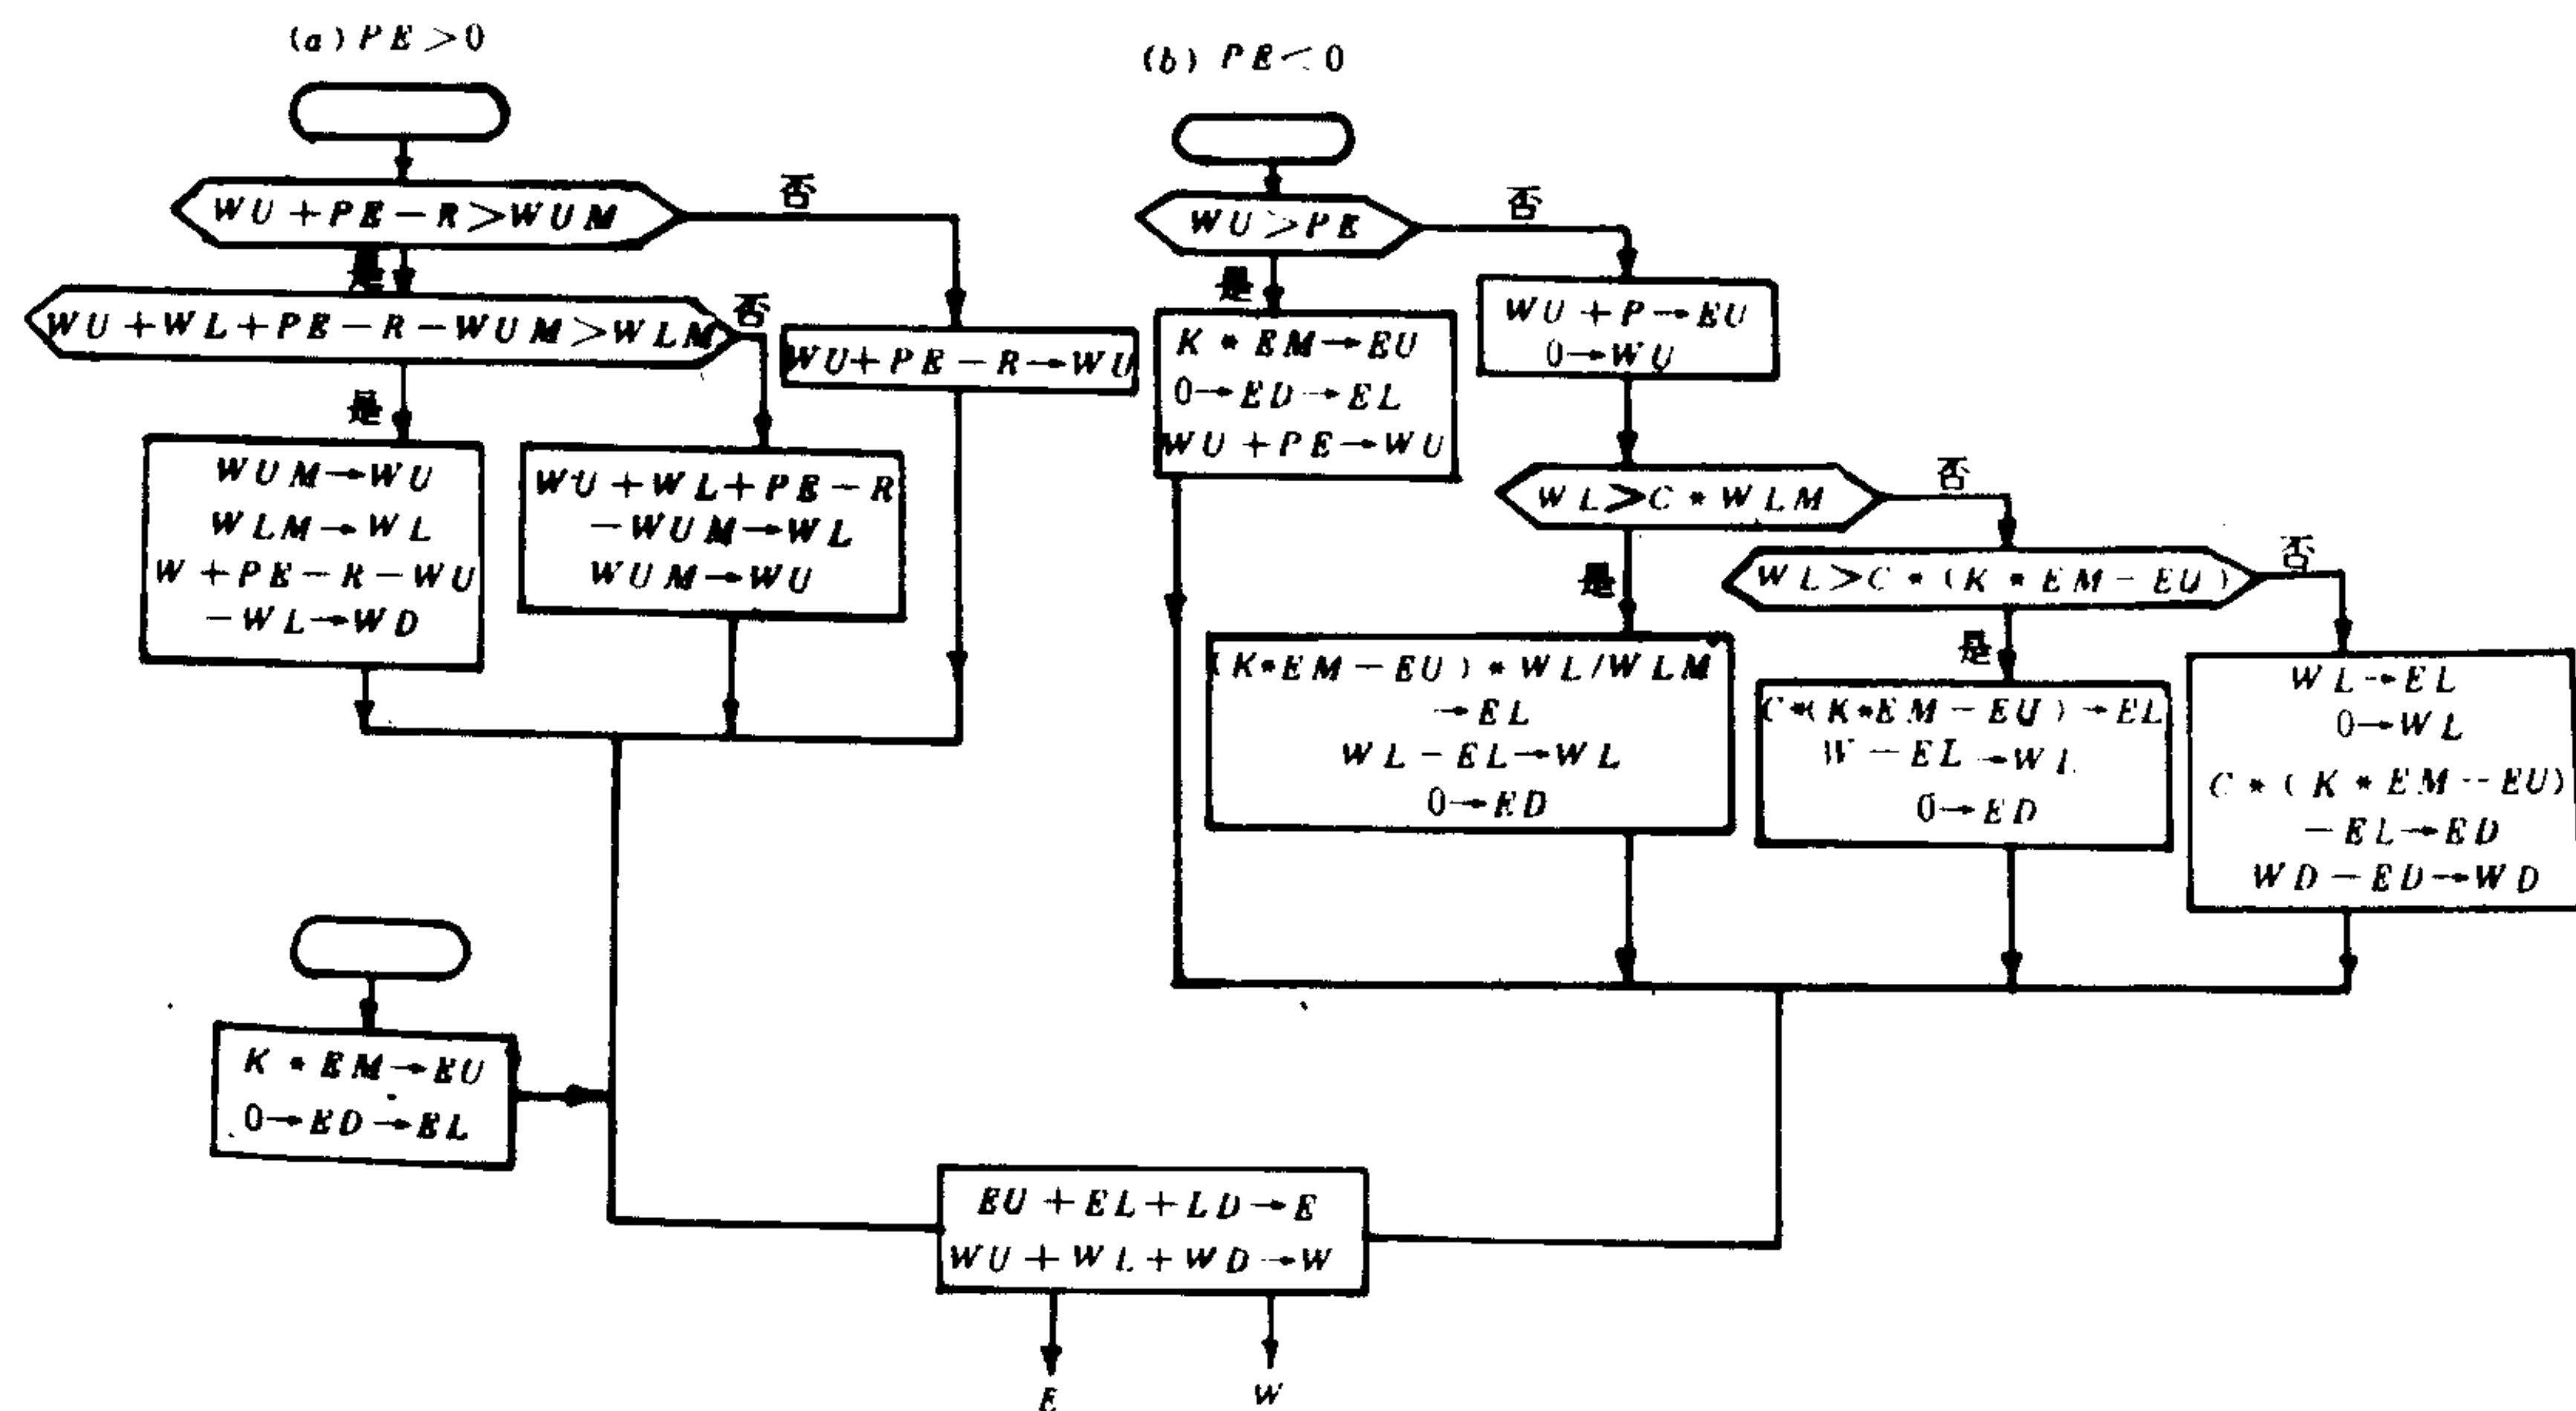 (a) PE>0
WU+PE-R>WUM
否
是
WU+WL+PE-R-WUM>WLM
否
WU+PE-R→WU
是
WUM→WU
WLM→WL
W+PE-R-WU
-WL→WD
WU+WL+PE-R
-WUM→WL
WUM→WU
K*EM→EU
0→ED→EL
(b) PE<0
WU>PE
否
是
K*EM→EU
0→ED→EL
WU+PE→WU
WU+P→EU
0→WU
WL>C*WLM
否
是
WL>C*(K*EM-EU)
否
是
(K*EM-EU)*WL/WLM
→EL
WL-EL→WL
0→ED
C*(K*EM-EU)→EL
W-EL→WL
0→ED
WL→EL
0→WL
C*(K*EM-EU)
-EL→ED
WD-ED→WD
EU+EL+LD→E
WU+WL+WD→W
E
W